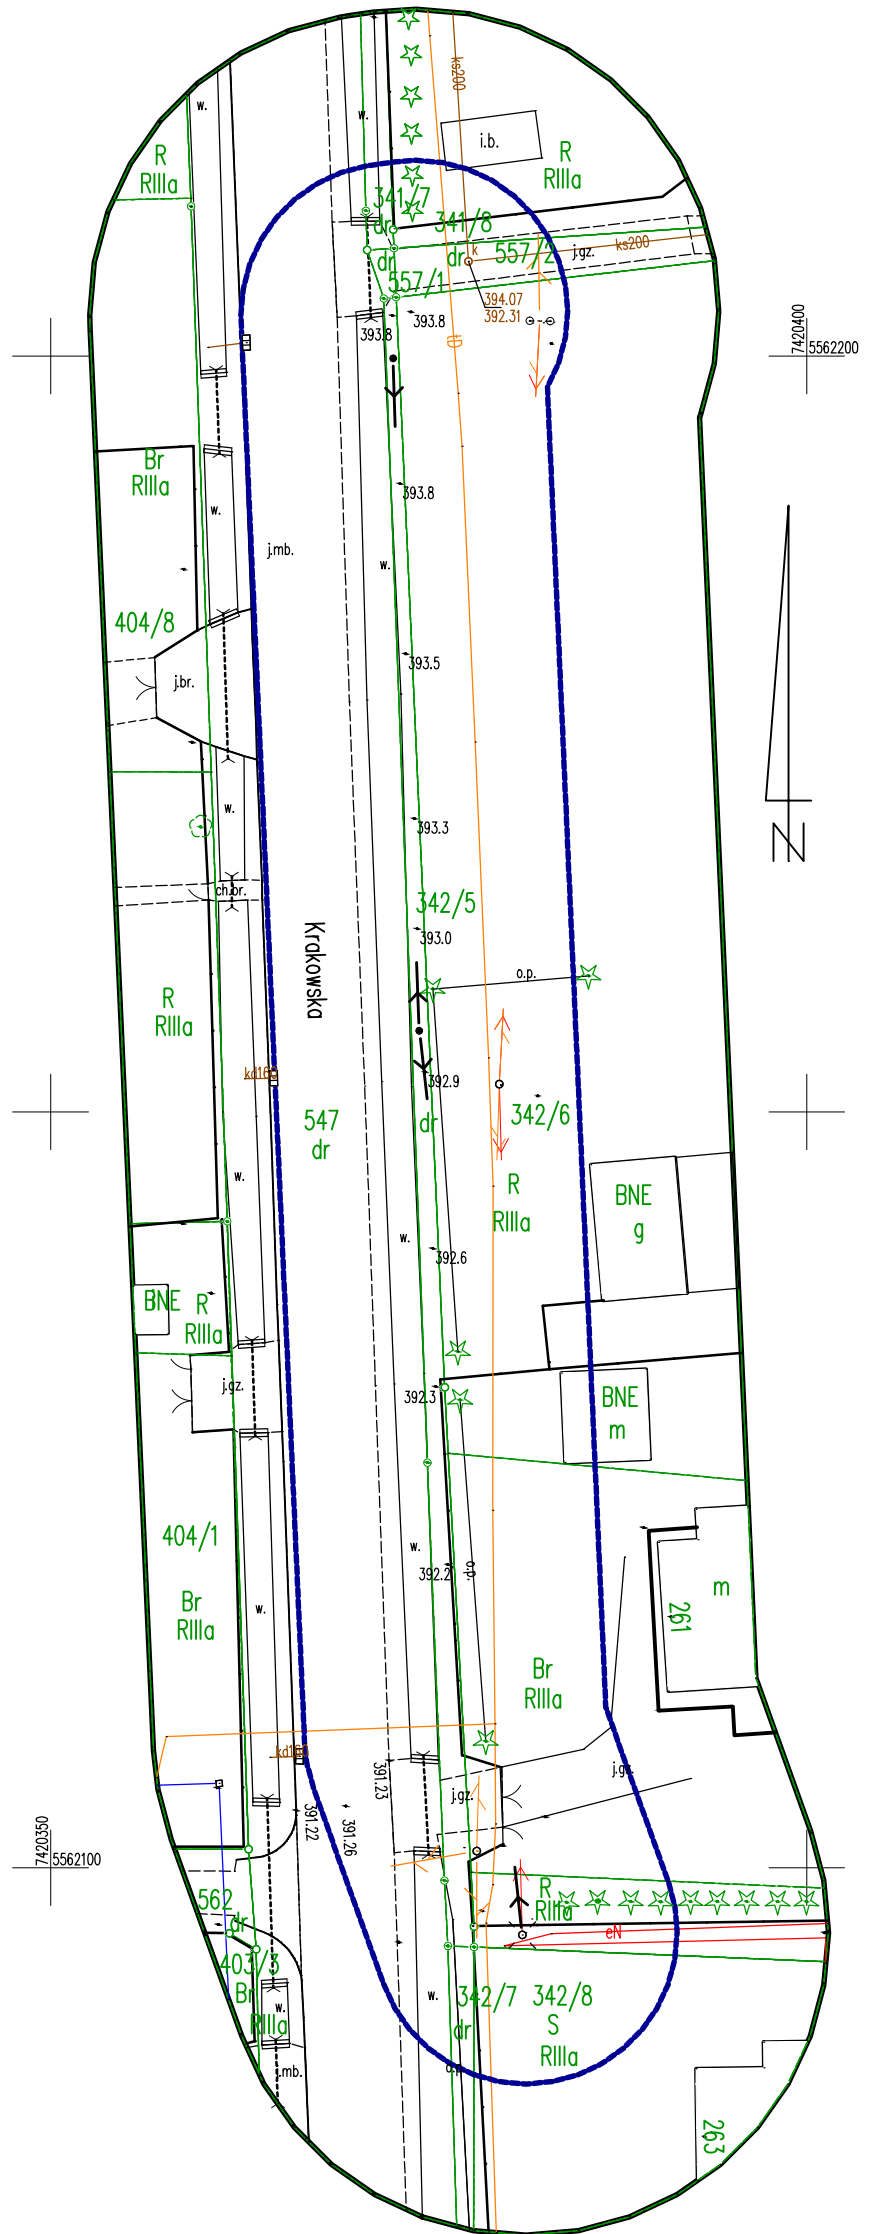 ks200
w.
w.
i.b.
R
RIIIa
R
RIIIa
341/7
dr
341/8
dr
dr
557/2
j.gz.
ks200
k
557/1
394.07
392.31
393.8
393.8
tD
7420400
5562200
Br
RIIIa
393.8
w.
j.mb.
w.
404/8
393.5
j.br.
w.
393.3
ch.br.
342/5
393.0
Krakowska
o.p.
R
RIIIa
N
kd160
392.9
547
dr
dr
342/6
w.
R
RIIIa
BNE
g
w.
392.6
BNE
R
RIIIa
j.gz.
392.3
BNE
m
404/1
w.
392.2
o.p.
Br
RIIIa
w.
m
261
Br
RIIIa
kd160
391.23
j.gz.
j.gz.
391.22
391.26
7420350
5562100
562
dr
R
RIIIa
eN
403/3
Br
RIIIa
w.
w.
342/7
dr
342/8
S
RIIIa
j.mb.
o.p.
263